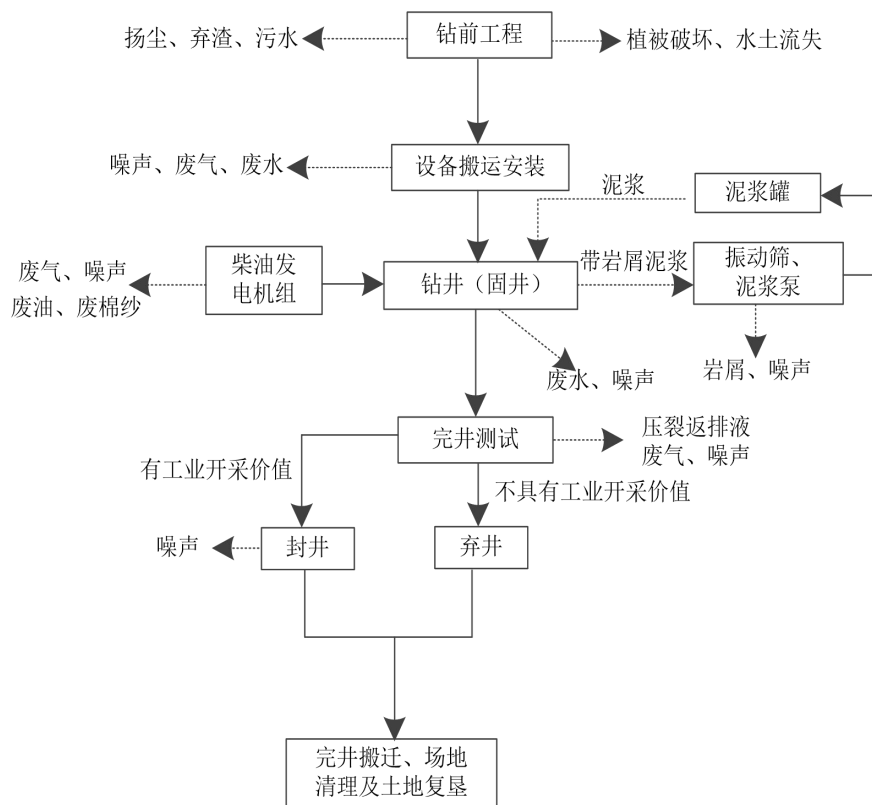 扬尘、弃渣、污水
钻前工程
植被破坏、水土流失
噪声、废气、废水
设备搬运安装
泥浆
泥浆罐
废气、噪声
废油、废棉纱
柴油发
电机组
钻井（固井）
带岩屑泥浆
振动筛、
泥浆泵
废水、噪声
岩屑、噪声
完井测试
压裂返排液
废气、噪声
有工业开采价值
不具有工业开采价值
噪声
封井
弃井
完井搬迁、场地
清理及土地复垦